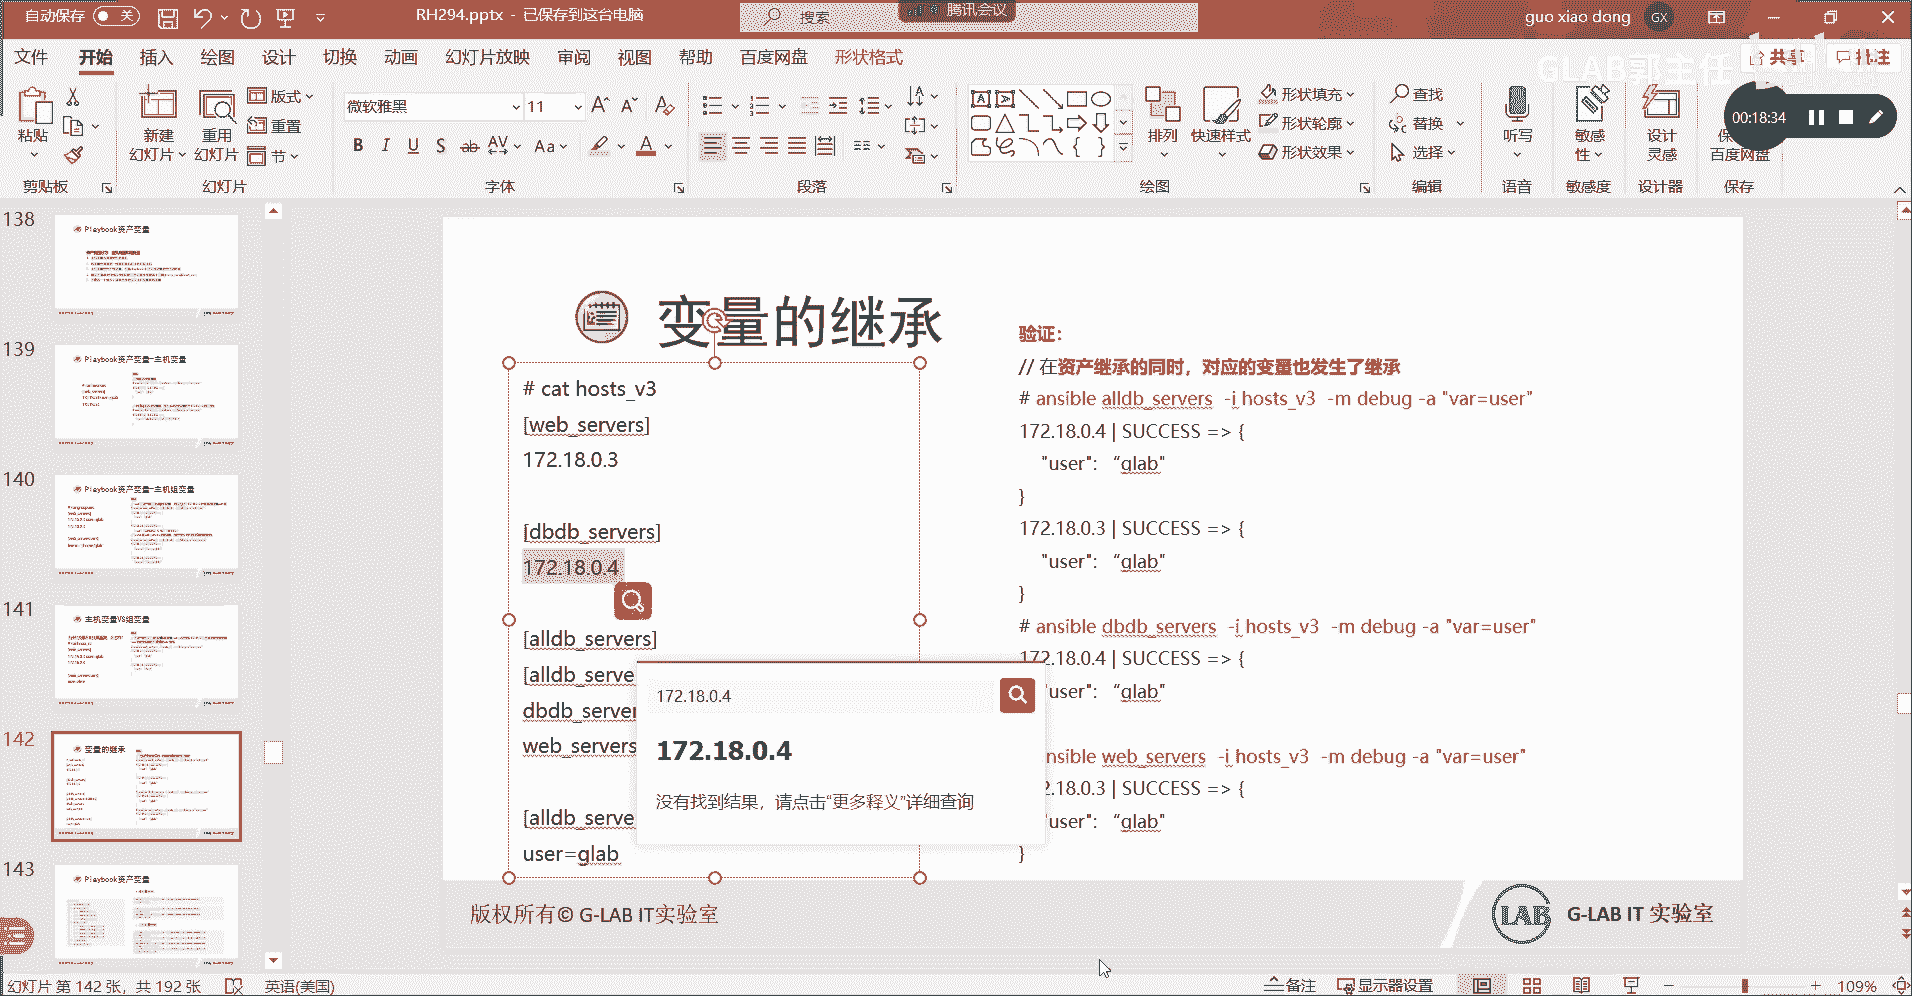 自动保存 关
RH294.pptx - 已保存到这台电脑
搜索
腾讯会议
guo xiao dong GX
文件 开始 插入 绘图 设计 切换 动画 幻灯片放映 审阅 视图 帮助 百度网盘 形状格式
GLAB郭主任
共享 批注
00:18:34
粘贴
剪贴板
新建
幻灯片
重用
幻灯片
版式
重置
节
幻灯片
微软雅黑 11
B I U S ab AV Aa A
字体
段落
排列
快速样式
形状填充
形状轮廓
形状效果
绘图
查找
替换
选择
编辑
听写
语音
敏感
性
敏感度
设计
灵感
设计器
百度网盘
保存
138
Playbook资产变量
139
Playbook资产变量-主机变量
140
Playbook资产变量-主机组变量
141
主机变量VS组变量
142
变量的继承
143
Playbook资产变量
变量的继承
# cat hosts_v3
[web_servers]
172.18.0.3
[dbdb_servers]
172.18.0.4
[alldb_servers]
[alldb_serve
dbdb_server
web_servers
[alldb_serve
user=glab
172.18.0.4
172.18.0.4
没有找到结果，请点击“更多释义”详细查询
验证：
// 在资产继承的同时，对应的变量也发生了继承
# ansible alldb_servers -i hosts_v3 -m debug -a "var=user"
172.18.0.4 | SUCCESS => {
"user": “glab"
}
172.18.0.3 | SUCCESS => {
"user": “glab"
}
# ansible dbdb_servers -i hosts_v3 -m debug -a "var=user"
172.18.0.4 | SUCCESS => {
"user": “glab"
nsible web_servers -i hosts_v3 -m debug -a "var=user"
2.18.0.3 | SUCCESS => {
"user": “glab"
}
版权所有© G-LAB IT实验室
LAB
G-LAB IT 实验室
幻灯片 第 142 张，共 192 张 英语(美国)
备注 显示器设置 109%